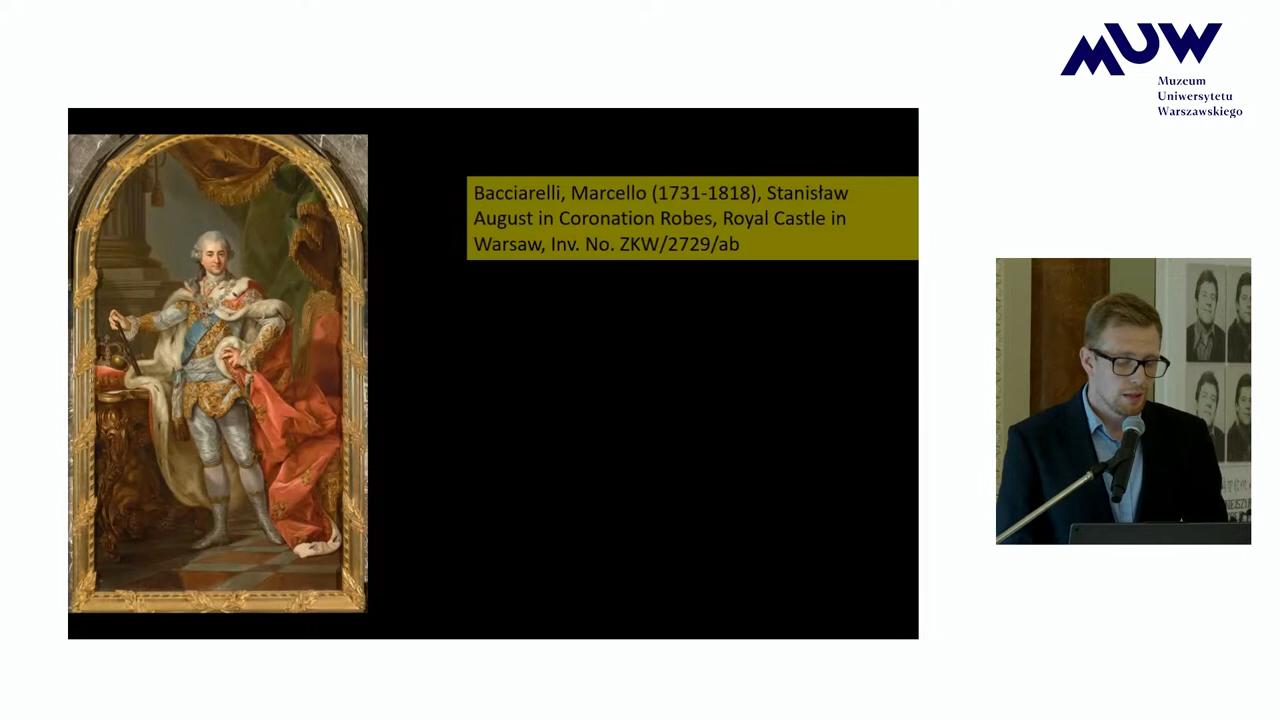 MUW
Muzeum
Uniwersytetu
Warszawskiego
Bacciarelli, Marcello (1731-1818), Stanisław
August in Coronation Robes, Royal Castle in
Warsaw, Inv. No. ZKW/2729/ab